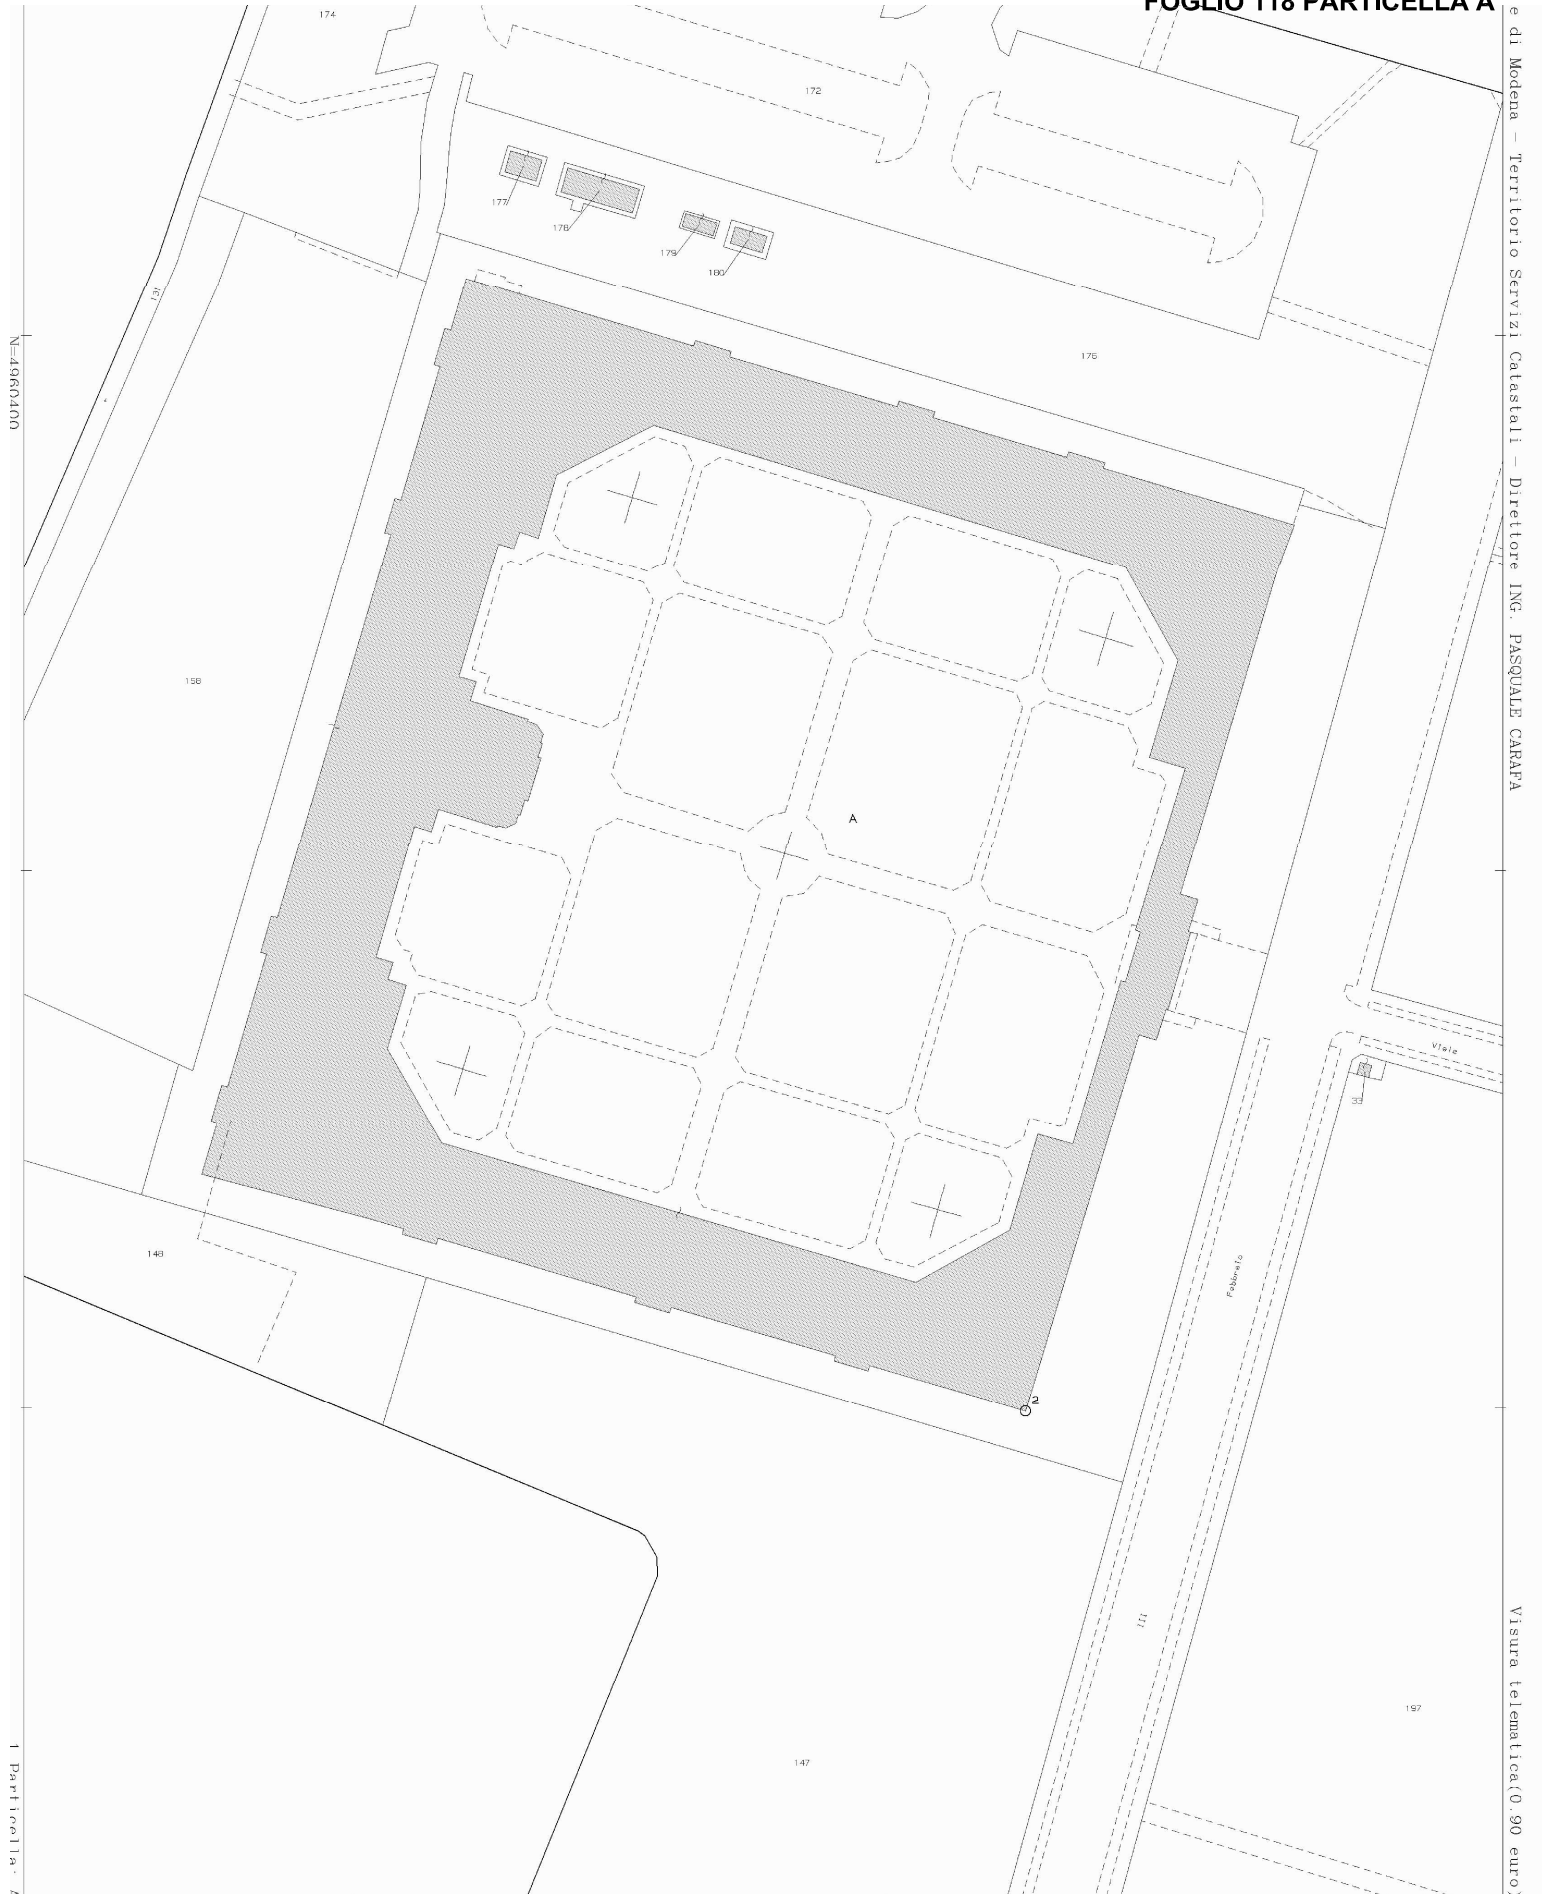 FOGLIO 118 PARTICELLA A
174
172
177
178
179
180
131
176
158
A
Viale
33
148
2
Fabbraio
111
197
147
N=4960400
1 Particella: A
e di Modena - Territorio Servizi Catastali - Direttore ING. PASQUALE CARAFA
Visura telematica(0.90 euro)